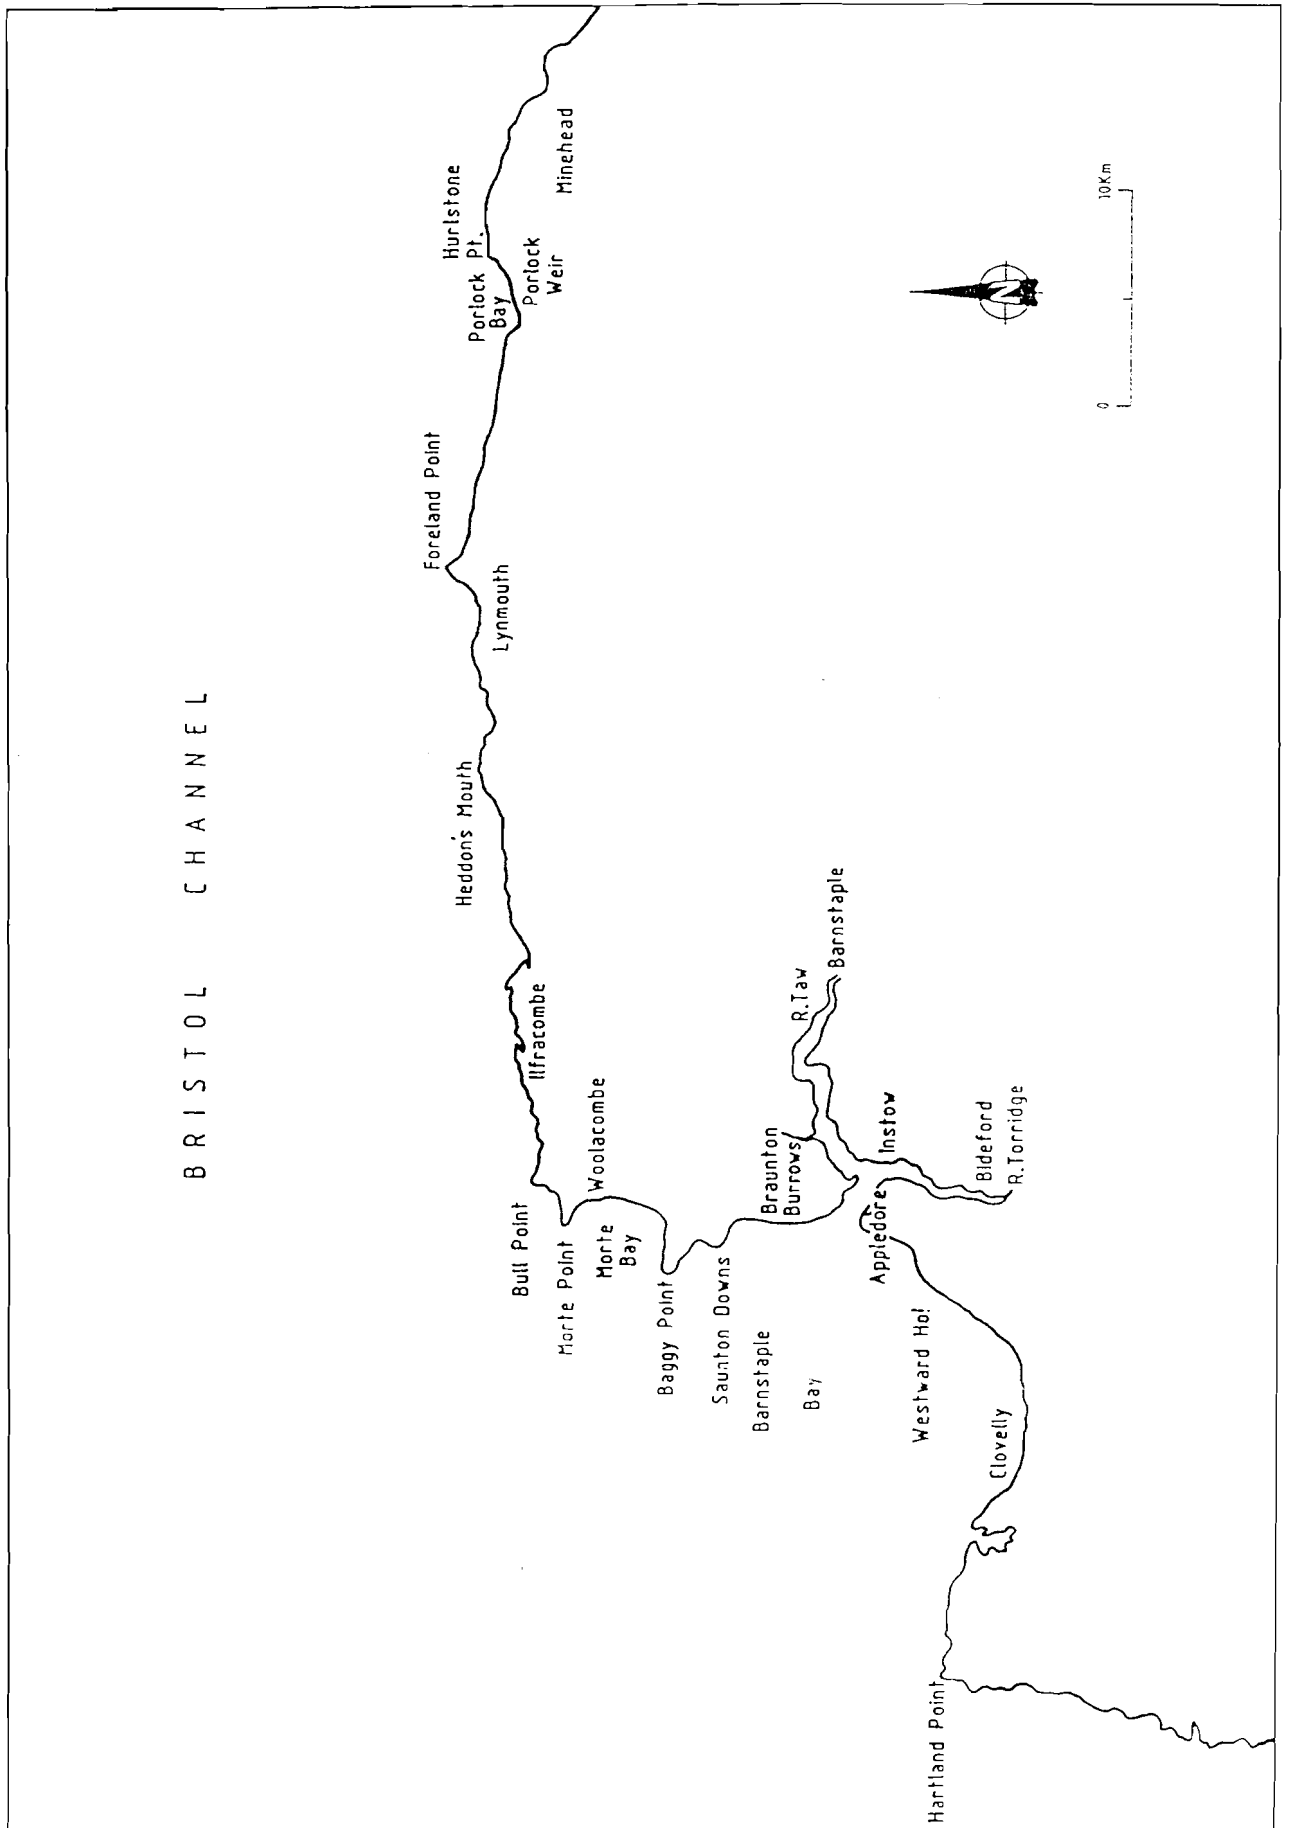 BRISTOL CHANNEL
Hurlstone
Pt.
Porlock
Bay
Porlock
Weir
Minehead
Foreland Point
Lynmouth
Heddon's Mouth
Ilfracombe
Bull Point
Morte Point
Woolacombe
Morte
Bay
Baggy Point
Saunton Downs
Barnstaple
Bay
Braunton
Burrows
R.Taw
Barnstaple
Instow
Appledore
Bideford
R.Torridge
Westward Ho!
Clovelly
Hartland Point
N
0 10Km